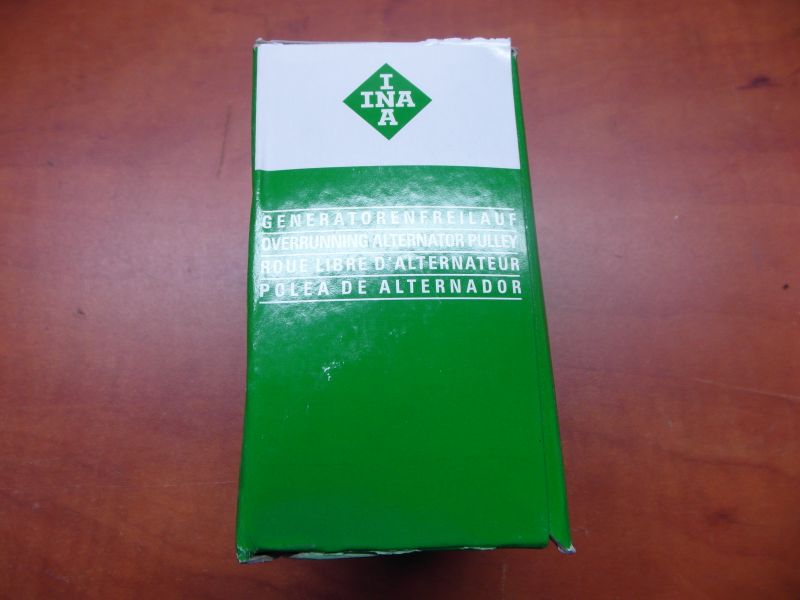 I
INA
A
GENERATORENFREILAUF
OVERRUNNING ALTERNATOR PULLEY
ROUE LIBRE D'ALTERNATEUR
POLEA DE ALTERNADOR